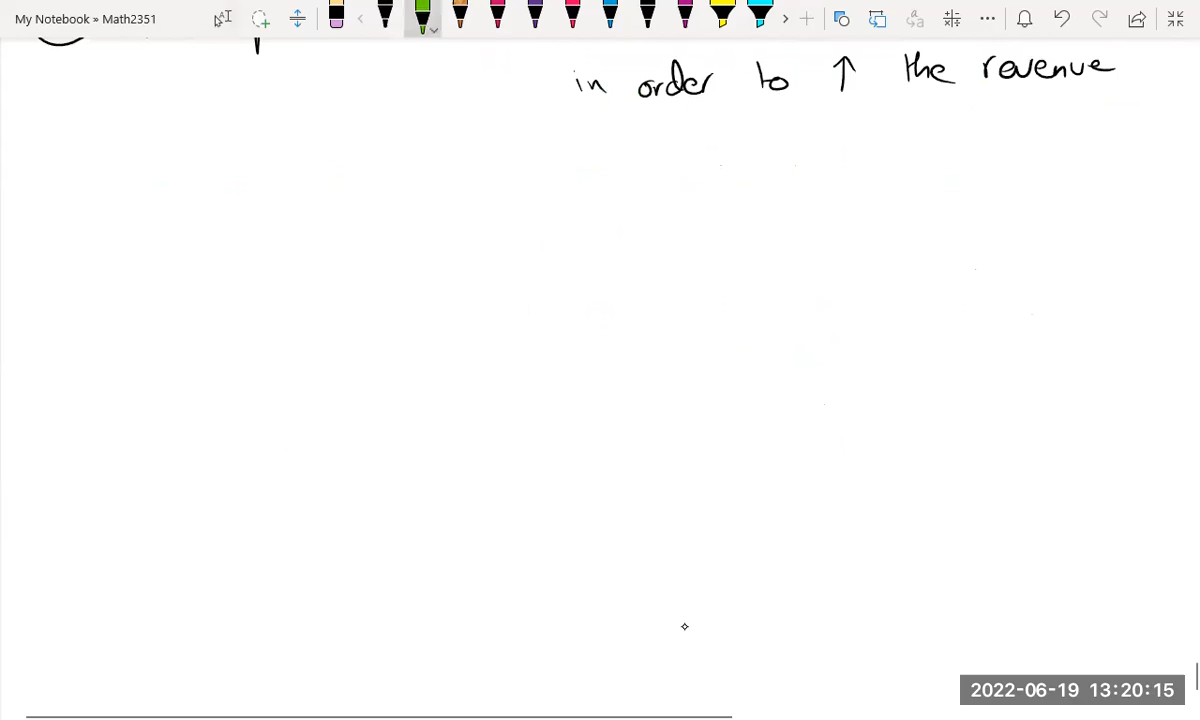 My Notebook » Math2351
in order to ↑ the revenue
2022-06-19 13:20:15